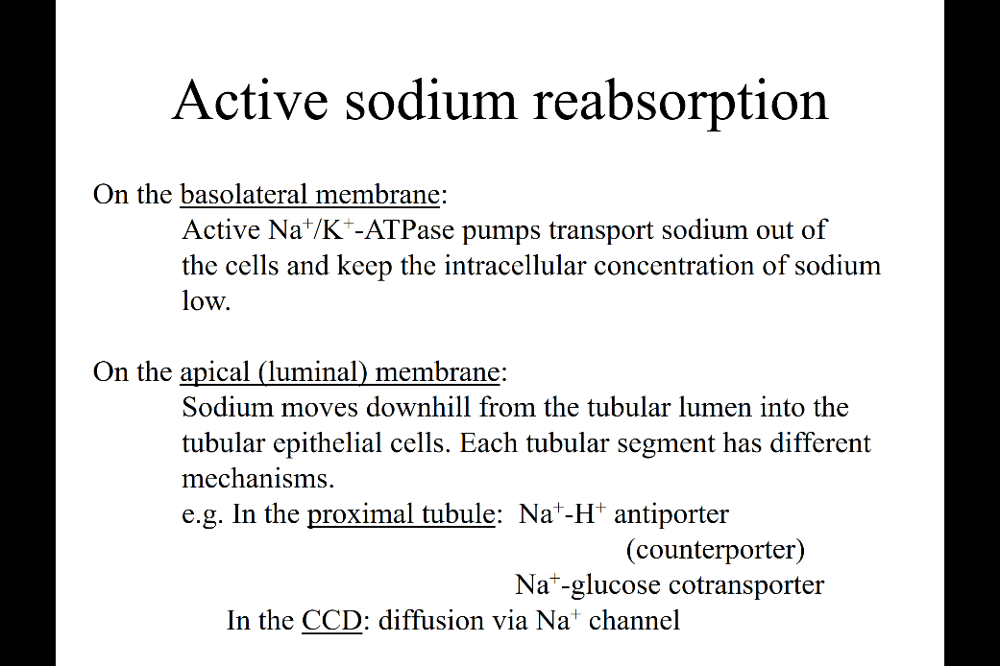 Active sodium reabsorption
On the basolateral membrane:
Active Na⁺/K⁺-ATPase pumps transport sodium out of
the cells and keep the intracellular concentration of sodium
low.
On the apical (luminal) membrane:
Sodium moves downhill from the tubular lumen into the
tubular epithelial cells. Each tubular segment has different
mechanisms.
e.g. In the proximal tubule: Na⁺-H⁺ antiporter
(counterporter)
Na⁺-glucose cotransporter
In the CCD: diffusion via Na⁺ channel